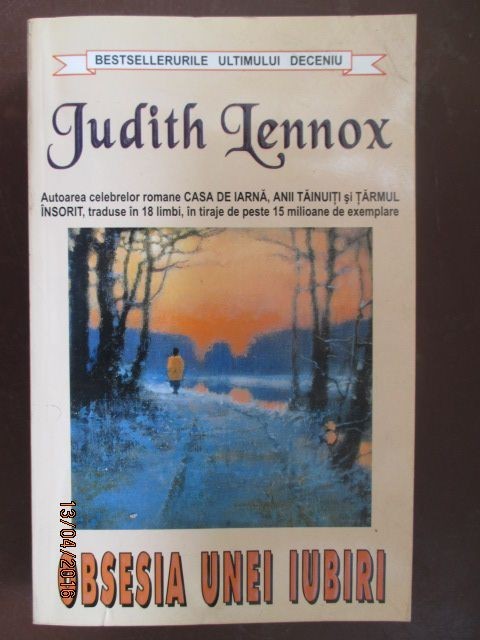 BESTSELLERURILE ULTIMULUI DECENIU
Judith Lennox
Autoarea celebrelor romane CASA DE IARNĂ, ANII TĂINUIȚI și ȚĂRMUL
ÎNSORIT, traduse în 18 limbi, în tiraje de peste 15 milioane de exemplare
OBSESIA UNEI IUBIRI
13/04/2016